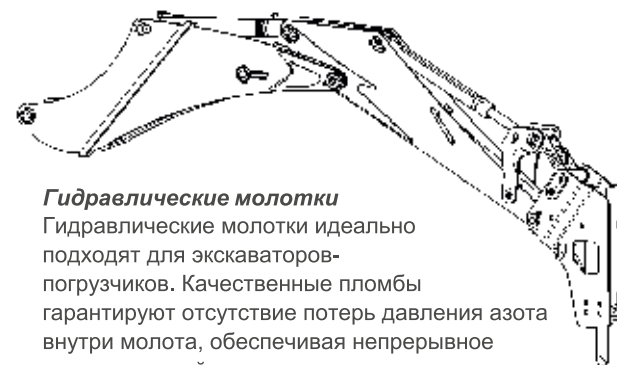 Гидравлические молотки
Гидравлические молотки идеально
подходят для экскаваторов-
погрузчиков. Качественные пломбы
гарантируют отсутствие потерь давления азота
внутри молота, обеспечивая непрерывное